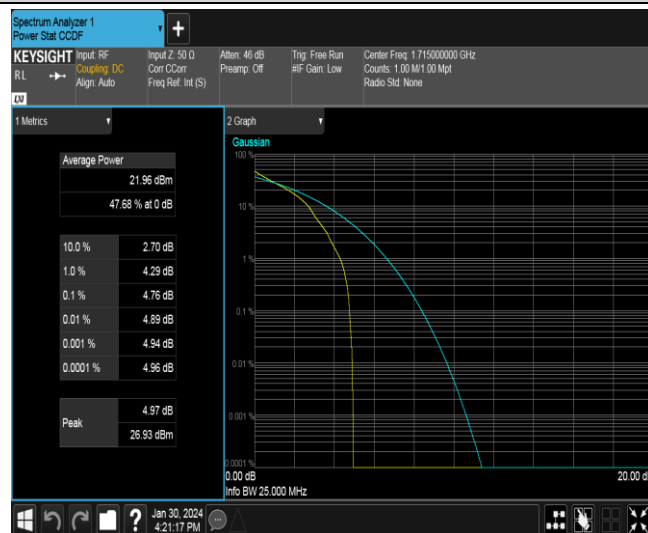 Spectrum Analyzer 1
Power Stat CCDF
+
KEYSIGHT
RL
LXI
Input: RF
Coupling: DC
Align: Auto
Input Z: 50 Ω
Corr CCorr
Freq Ref: Int (S)
Atten: 46 dB
Preamp: Off
Trig: Free Run
#IF Gain: Low
Center Freq: 1.715000000 GHz
Counts: 1.00 M/1.00 Mpt
Radio Std: None
1 Metrics
Average Power
21.96 dBm
47.68 % at 0 dB
10.0 % 2.70 dB
1.0 % 4.29 dB
0.1 % 4.76 dB
0.01 % 4.89 dB
0.001 % 4.94 dB
0.0001 % 4.96 dB
Peak
4.97 dB
26.93 dBm
2 Graph
Gaussian
100 %
10 %
1 %
0.1 %
0.01 %
0.001 %
0.0001 %
0.00 dB
20.00 d
Info BW 25.000 MHz
?
Jan 30, 2024
4:21:17 PM